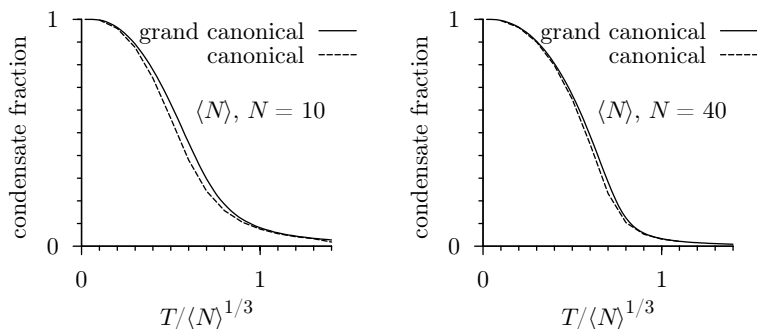 1
condensate fraction
0
grand canonical
canonical
⟨N⟩, N = 10
0
1
T/⟨N⟩^{1/3}
1
condensate fraction
0
grand canonical
canonical
⟨N⟩, N = 40
0
1
T/⟨N⟩^{1/3}